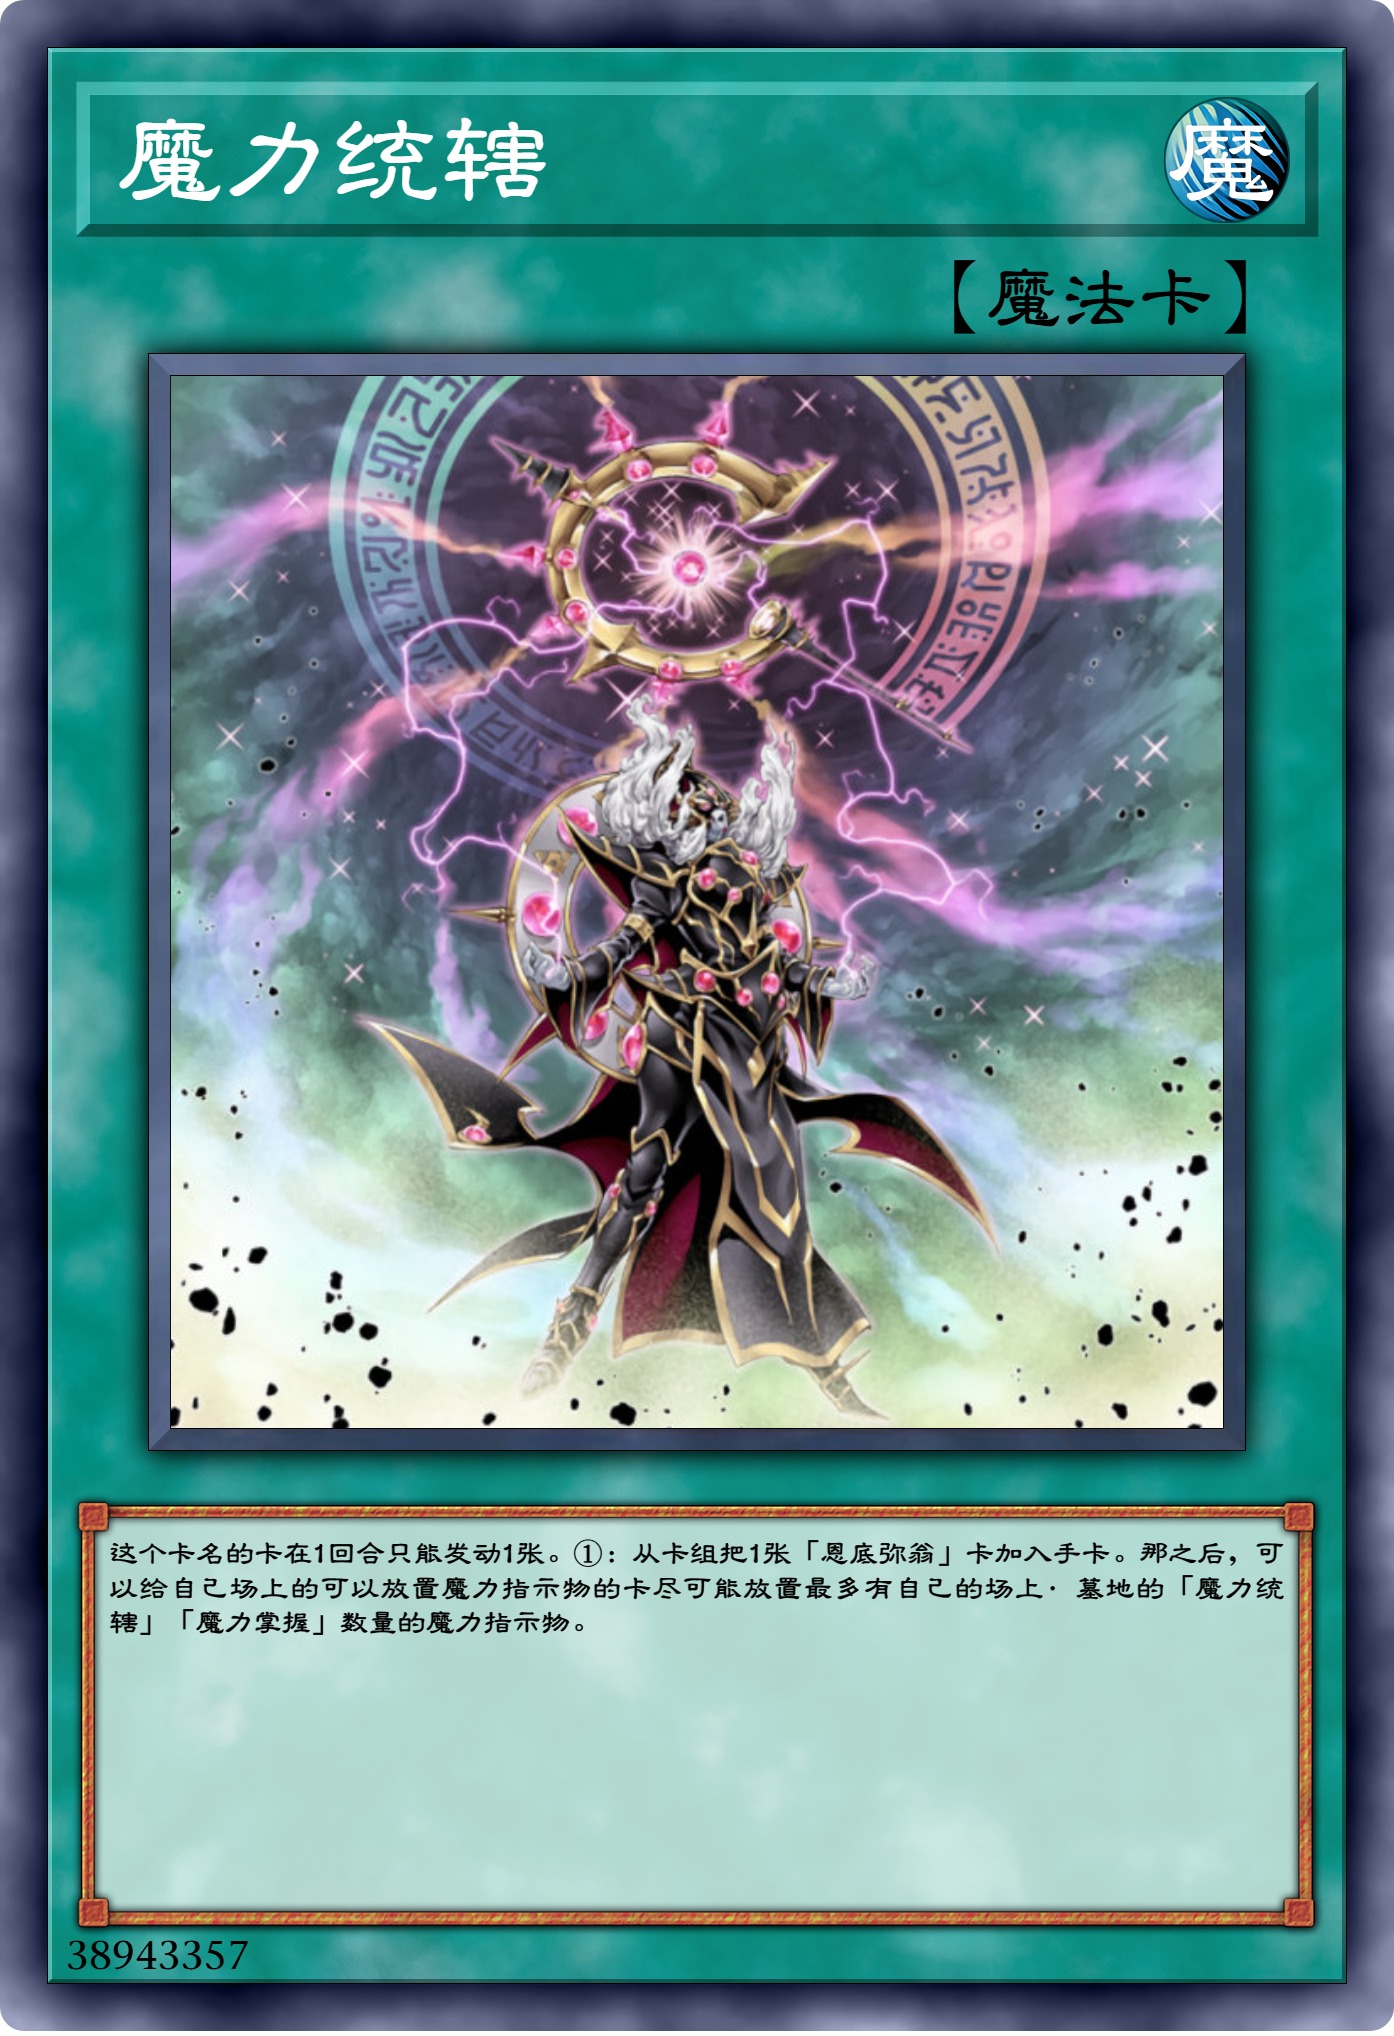 魔力统辖
魔
【魔法卡】
这个卡名的卡在1回合只能发动1张。①：从卡组把1张「恩底弥翁」卡加入手卡。那之后，可
以给自己场上的可以放置魔力指示物的卡尽可能放置最多有自己的场上·墓地的「魔力统
辖」「魔力掌握」数量的魔力指示物。
38943357